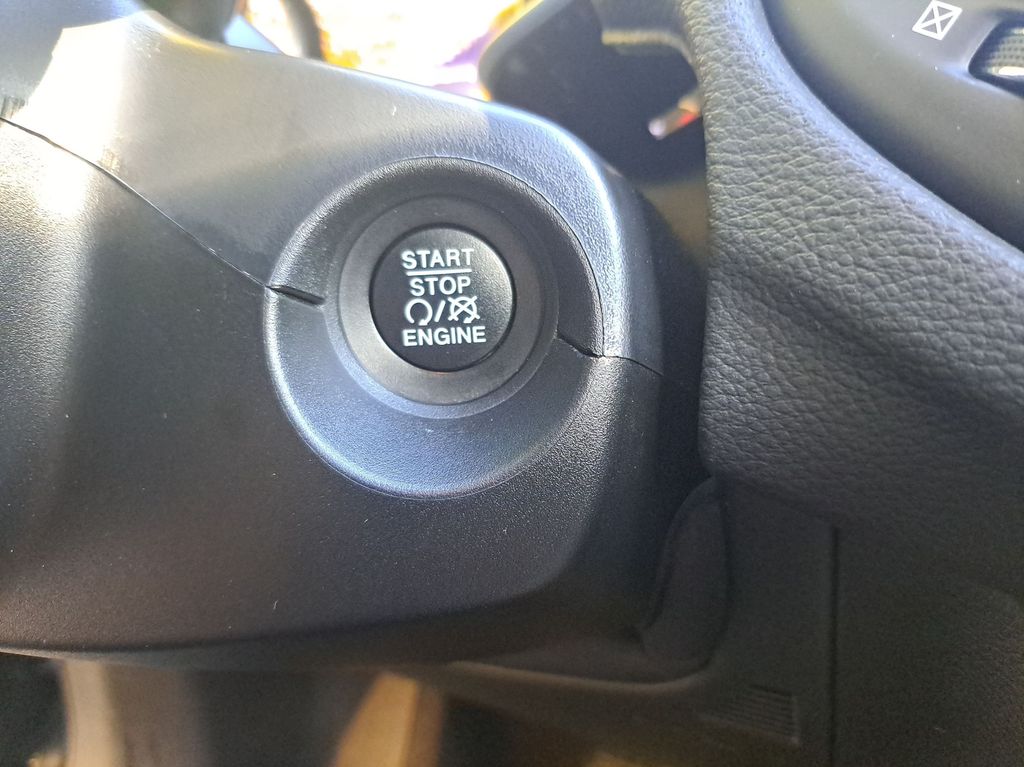 START
STOP
/
ENGINE